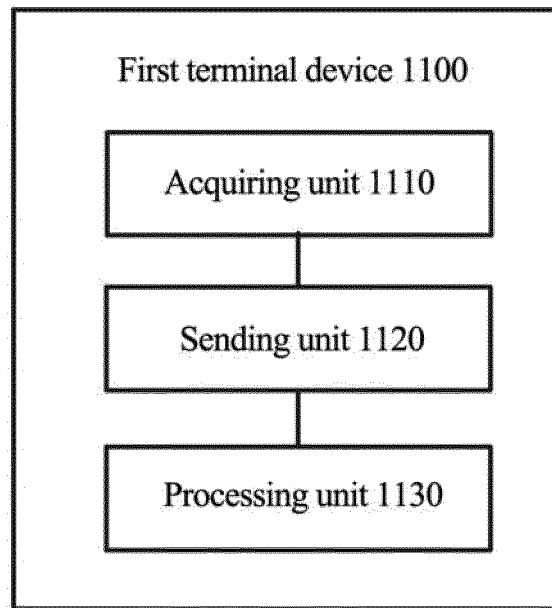 First terminal device 1100
Acquiring unit 1110
Sending unit 1120
Processing unit 1130